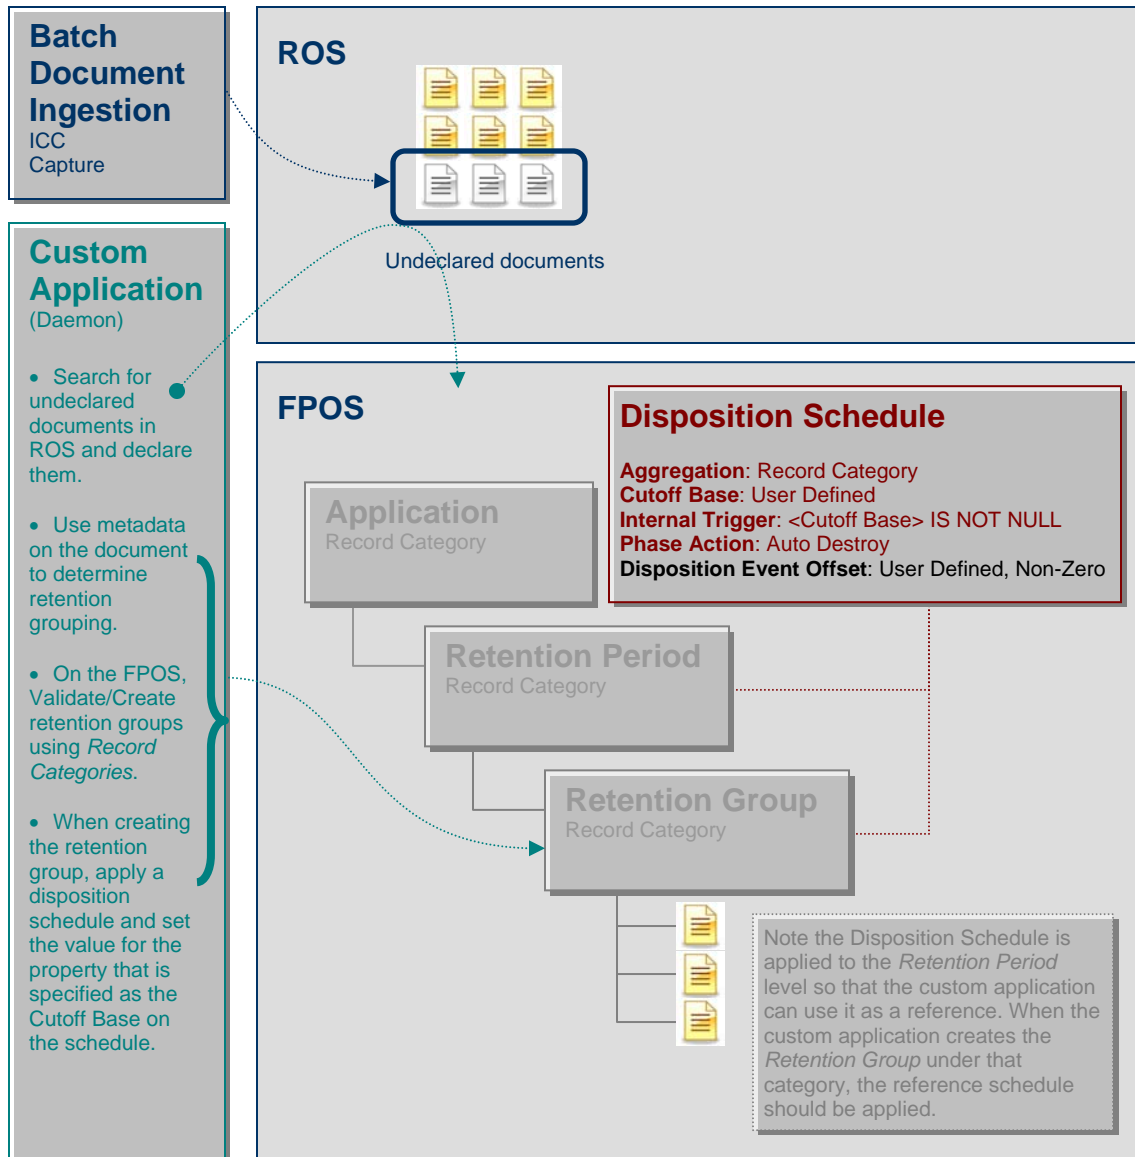 Batch
Document
Ingestion
ICC
Capture
ROS
Undeclared documents
Custom
Application
(Daemon)
• Search for
undeclared
documents in
ROS and declare
them.
• Use metadata
on the document
to determine
retention
grouping.
• On the FPOS,
Validate/Create
retention groups
using Record
Categories.
• When creating
the retention
group, apply a
disposition
schedule and set
the value for the
property that is
specified as the
Cutoff Base on
the schedule.
FPOS
Disposition Schedule
Aggregation: Record Category
Cutoff Base: User Defined
Internal Trigger: <Cutoff Base> IS NOT NULL
Phase Action: Auto Destroy
Disposition Event Offset: User Defined, Non-Zero
Application
Record Category
Retention Period
Record Category
Retention Group
Record Category
Note the Disposition Schedule is
applied to the Retention Period
level so that the custom application
can use it as a reference. When the
custom application creates the
Retention Group under that
category, the reference schedule
should be applied.